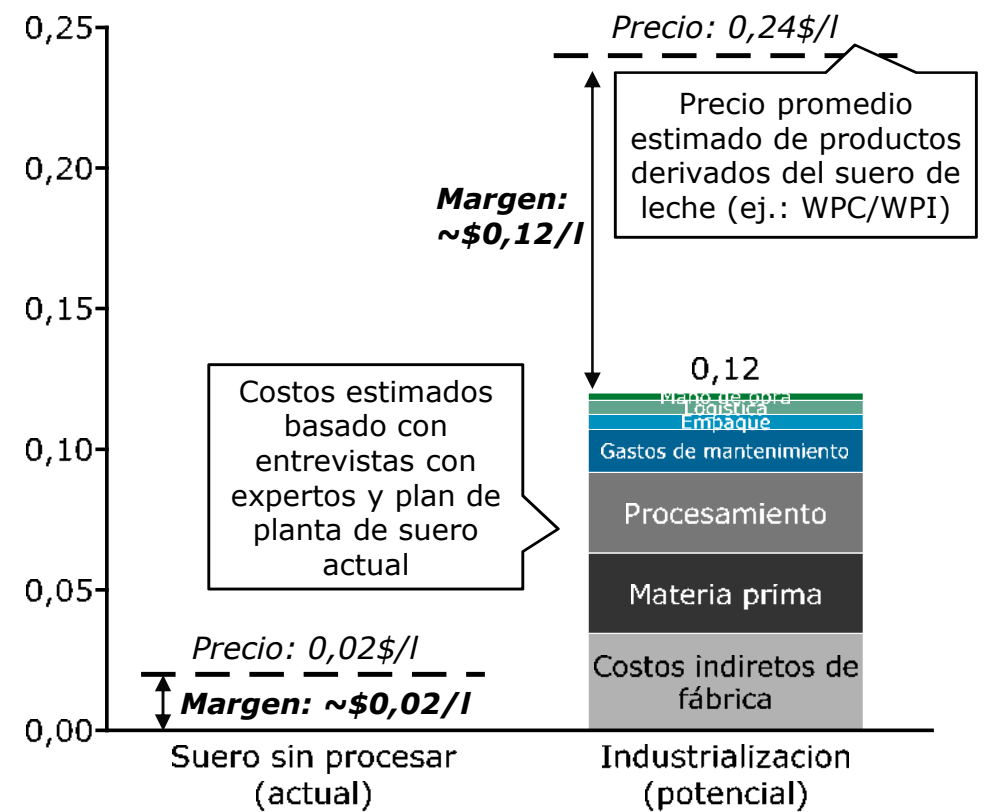 0,25
0,20
0,15
0,10
0,05
0,00
Precio: 0,24$/l
Precio promedio
estimado de productos
derivados del suero de
leche (ej.: WPC/WPI)
Margen:
~$0,12/l
0,12
Mano de obra
Logística
Empaque
Gastos de mantenimiento
Procesamiento
Materia prima
Costos indiretos de
fábrica
Costos estimados
basado con
entrevistas con
expertos y plan de
planta de suero
actual
Precio: 0,02$/l
Margen: ~$0,02/l
Suero sin procesar
(actual)
Industrializacion
(potencial)